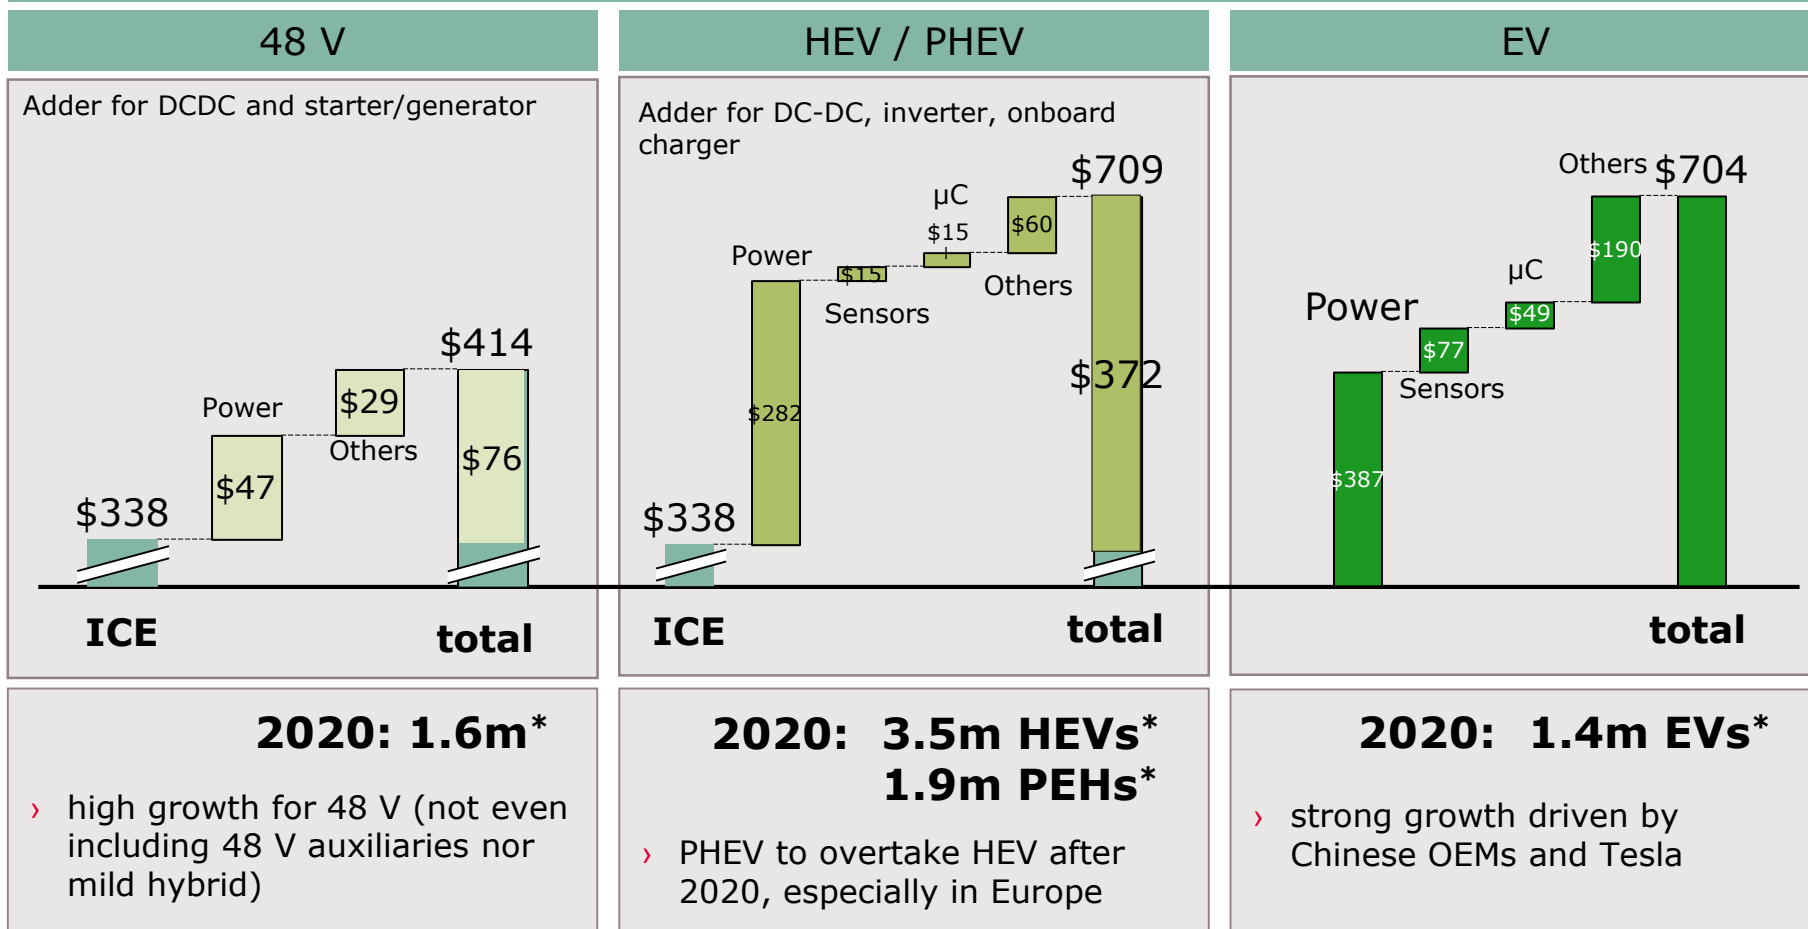 48 V
Adder for DCDC and starter/generator
$414
$29
Power
Others
$76
$47
$338
ICE
total
2020: 1.6m*
› high growth for 48 V (not even
including 48 V auxiliaries nor
mild hybrid)
HEV / PHEV
Adder for DC-DC, inverter, onboard
charger
$709
µC
$15
$60
Power
$15
Others
Sensors
$372
$282
$338
ICE
total
2020: 3.5m HEVs*
1.9m PEHs*
› PHEV to overtake HEV after
2020, especially in Europe
EV
Others
$704
$190
µC
Power
$49
$77
Sensors
$387
total
2020: 1.4m EVs*
› strong growth driven by
Chinese OEMs and Tesla